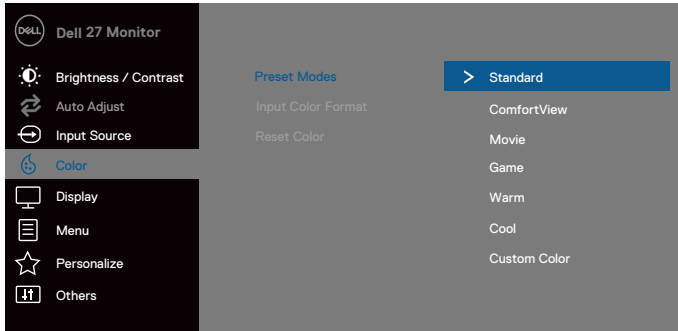 DELL
Dell 27 Monitor
Brightness / Contrast
Auto Adjust
Input Source
Color
Display
Menu
Personalize
Others
Preset Modes
Input Color Format
Reset Color
Standard
ComfortView
Movie
Game
Warm
Cool
Custom Color